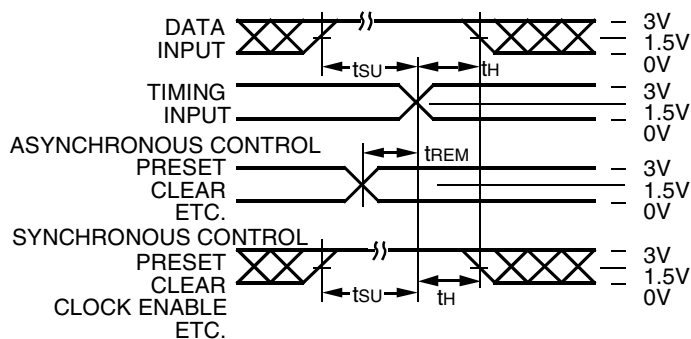 DATA
INPUT
tSU
tH
3V
1.5V
0V
TIMING
INPUT
3V
1.5V
0V
ASYNCHRONOUS CONTROL
PRESET
CLEAR
ETC.
tREM
3V
1.5V
0V
SYNCHRONOUS CONTROL
PRESET
CLEAR
CLOCK ENABLE
ETC.
tSU
tH
3V
1.5V
0V